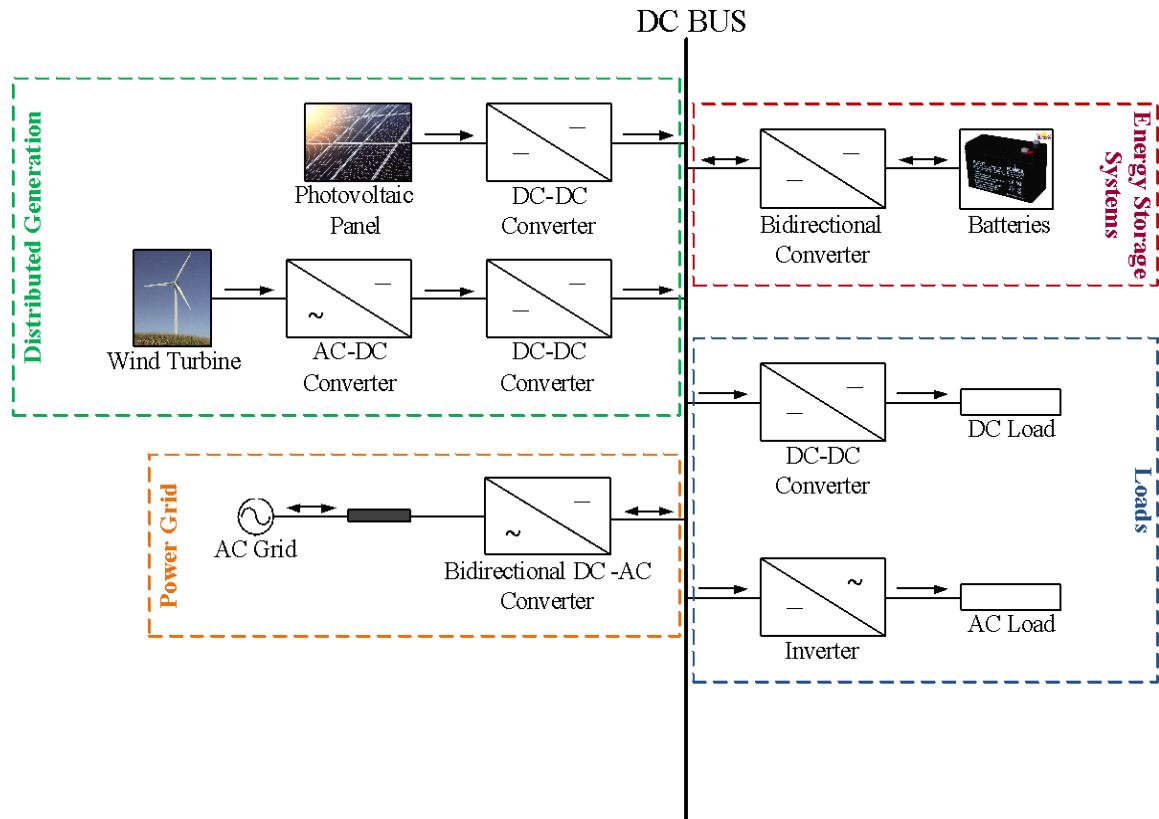 DC BUS
Distributed Generation
Photovoltaic
Panel
DC-DC
Converter
Wind Turbine
AC-DC
Converter
DC-DC
Converter
Energy Storage
Systems
Bidirectional
Converter
Batteries
Power Grid
AC Grid
Bidirectional DC -AC
Converter
DC-DC
Converter
DC Load
Loads
Inverter
AC Load